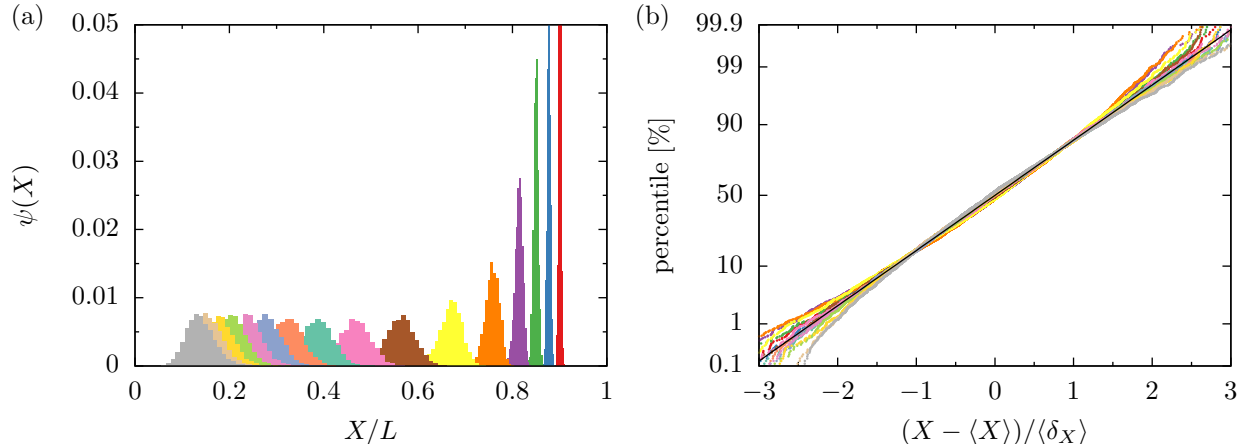 (a)
0.05
0.04
0.03
0.02
0.01
0
ψ(X)
0 0.2 0.4 0.6 0.8 1
X/L
(b)
99.9
99
90
50
10
1
0.1
percentile [%]
−3 −2 −1 0 1 2 3
(X − ⟨X⟩)/⟨δ_X⟩